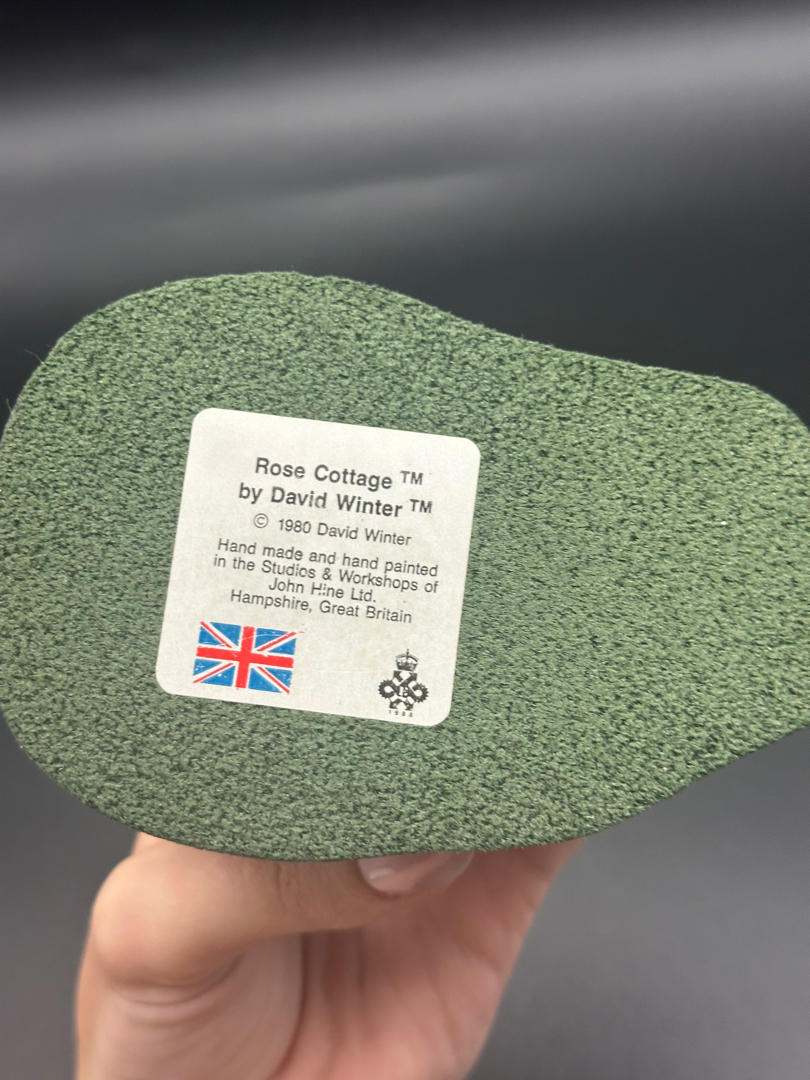 Rose Cottage ™
by David Winter ™
© 1980 David Winter
Hand made and hand painted
in the Studios & Workshops of
John Hine Ltd.
Hampshire, Great Britain